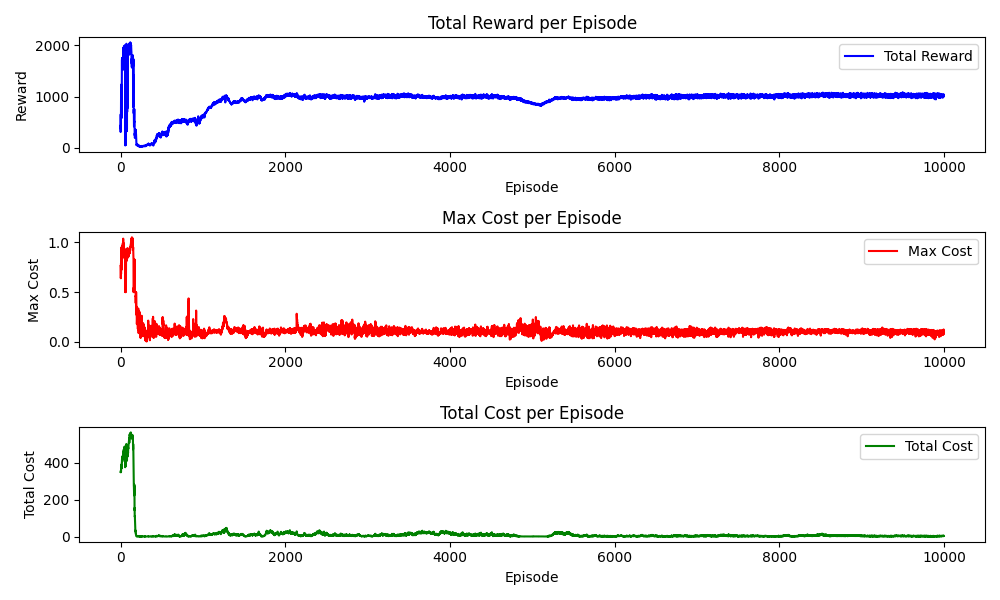 Total Reward per Episode
Reward
2000
1000
0
Total Reward
0 2000 4000 6000 8000 10000
Episode
Max Cost per Episode
Max Cost
1.0
0.5
0.0
Max Cost
0 2000 4000 6000 8000 10000
Episode
Total Cost per Episode
Total Cost
400
200
0
Total Cost
0 2000 4000 6000 8000 10000
Episode